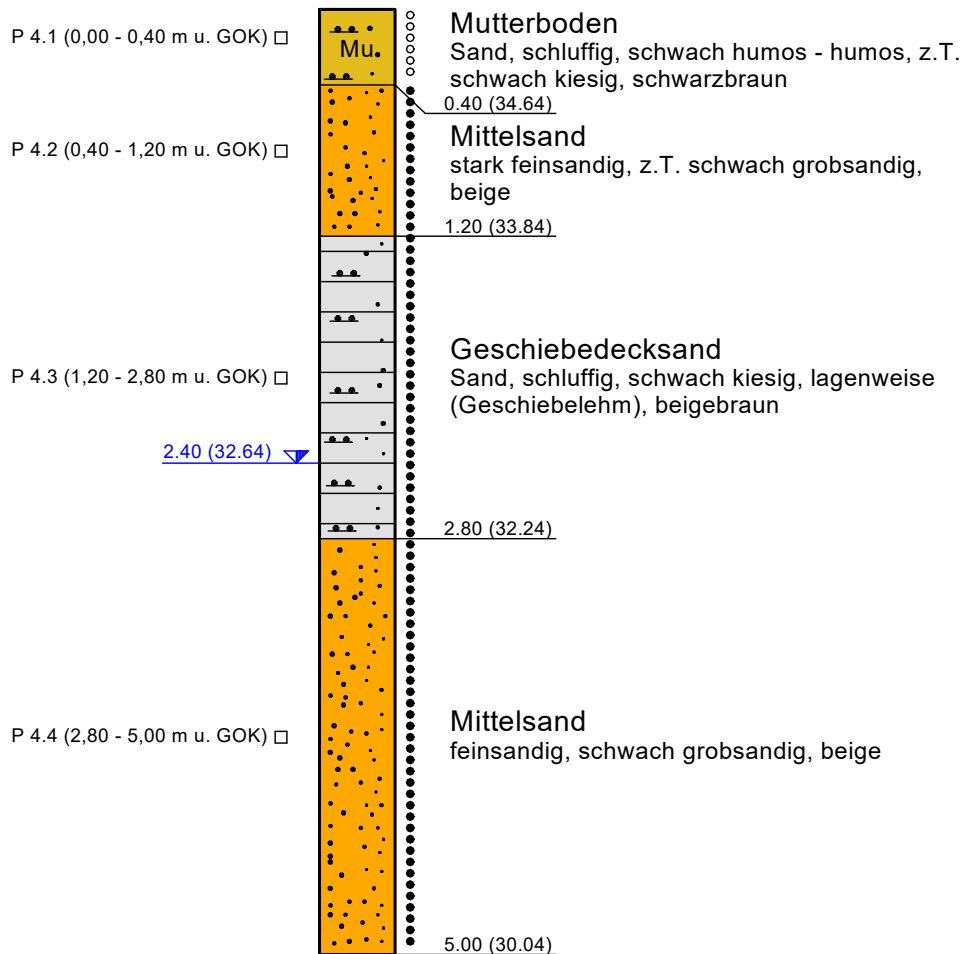 Mutterboden
P 4.1 (0,00 - 0,40 m u. GOK)
Mu
Sand, schluffig, schwach humos - humos, z.T.
schwach kiesig, schwarzbraun
0.40 (34.64)
Mittelsand
P 4.2 (0,40 - 1,20 m u. GOK)
stark feinsandig, z.T. schwach grobsandig,
beige
1.20 (33.84)
Geschiebedecksand
P 4.3 (1,20 - 2,80 m u. GOK)
Sand, schluffig, schwach kiesig, lagenweise
(Geschiebelehm), beigebraun
2.40 (32.64)
2.80 (32.24)
Mittelsand
P 4.4 (2,80 - 5,00 m u. GOK)
feinsandig, schwach grobsandig, beige
5.00 (30.04)